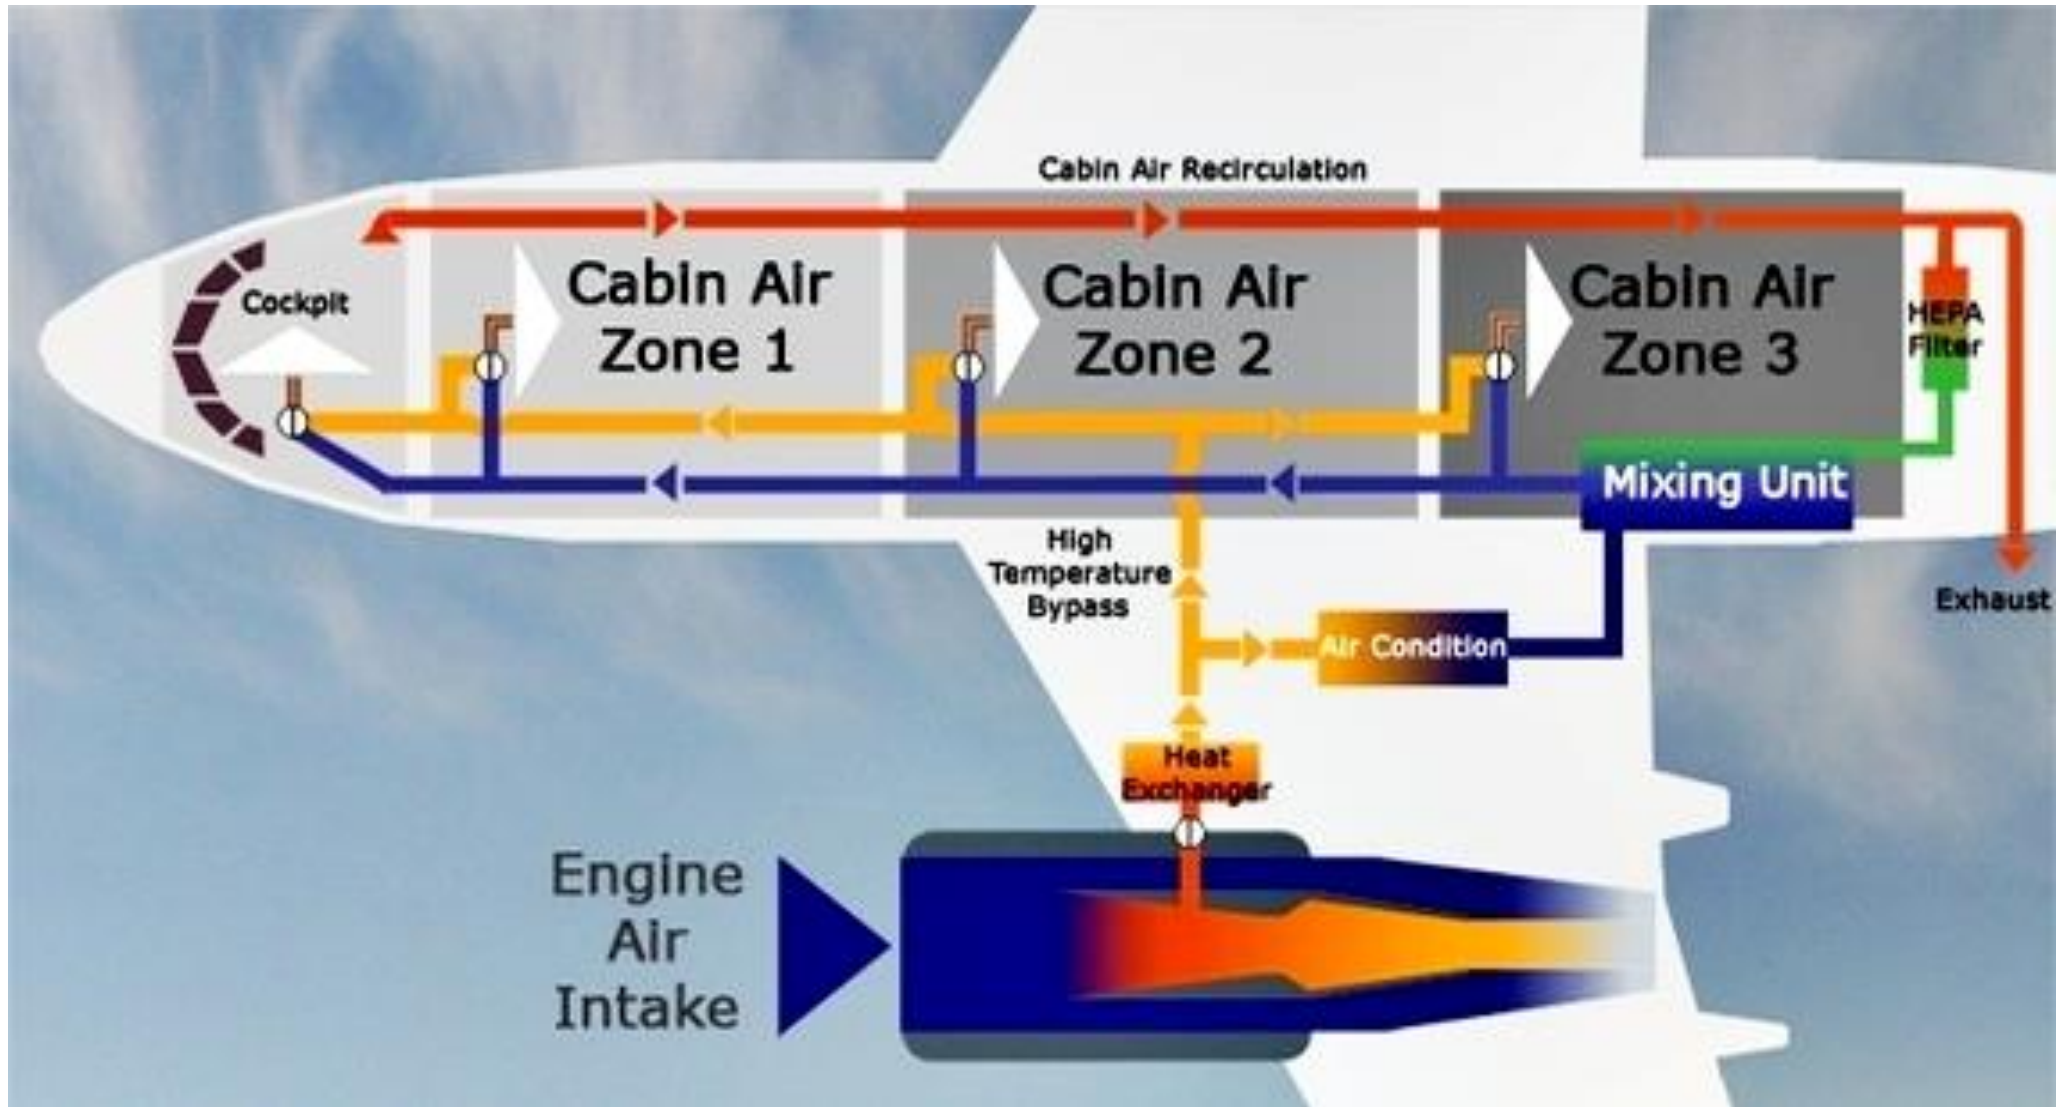 Cabin Air Recirculation
Cockpit
Cabin Air
Zone 1
Cabin Air
Zone 2
Cabin Air
Zone 3
HEPA
Filter
Mixing Unit
High
Temperature
Bypass
Air Condition
Exhaust
Heat
Exchanger
Engine
Air
Intake